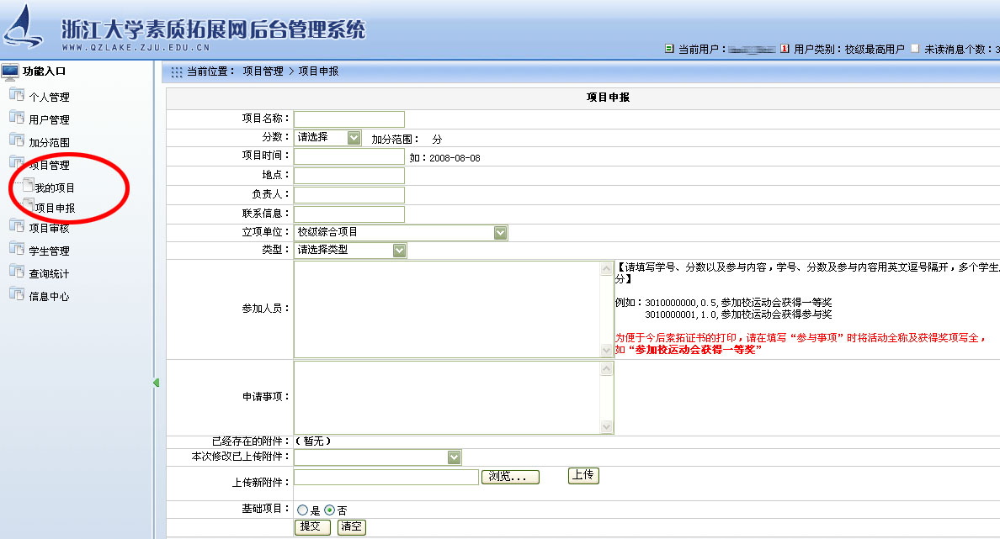 浙江大学素质拓展网后台管理系统
WWW.QZLAKE.ZJU.EDU.CN
当前用户： 用户类别：校级最高用户 未读消息个数：3
功能入口
个人管理
用户管理
加分范围
项目管理
我的项目
项目申报
项目审核
学生管理
查询统计
信息中心
当前位置： 项目管理 > 项目申报
项目申报
项目名称：
分数： 请选择 加分范围： 分
项目时间： 如：2008-08-08
地点：
负责人：
联系信息：
立项单位： 校级综合项目
类型： 请选择类型
参加人员：
【请填写学号、分数以及参与内容，学号、分数及参与内容用英文逗号隔开，多个学生
分】
例如：3010000000,0.5,参加校运动会获得一等奖
3010000001,1.0,参加校运动会获得参与奖
为便于今后素拓证书的打印，请在填写“参与事项”时将活动全称及获得奖项写全，
如“参加校运动会获得一等奖”
申请事项：
已经存在的附件： （暂无）
本次修改已上传附件：
上传新附件： 浏览... 上传
基础项目： 是 否
提交 清空